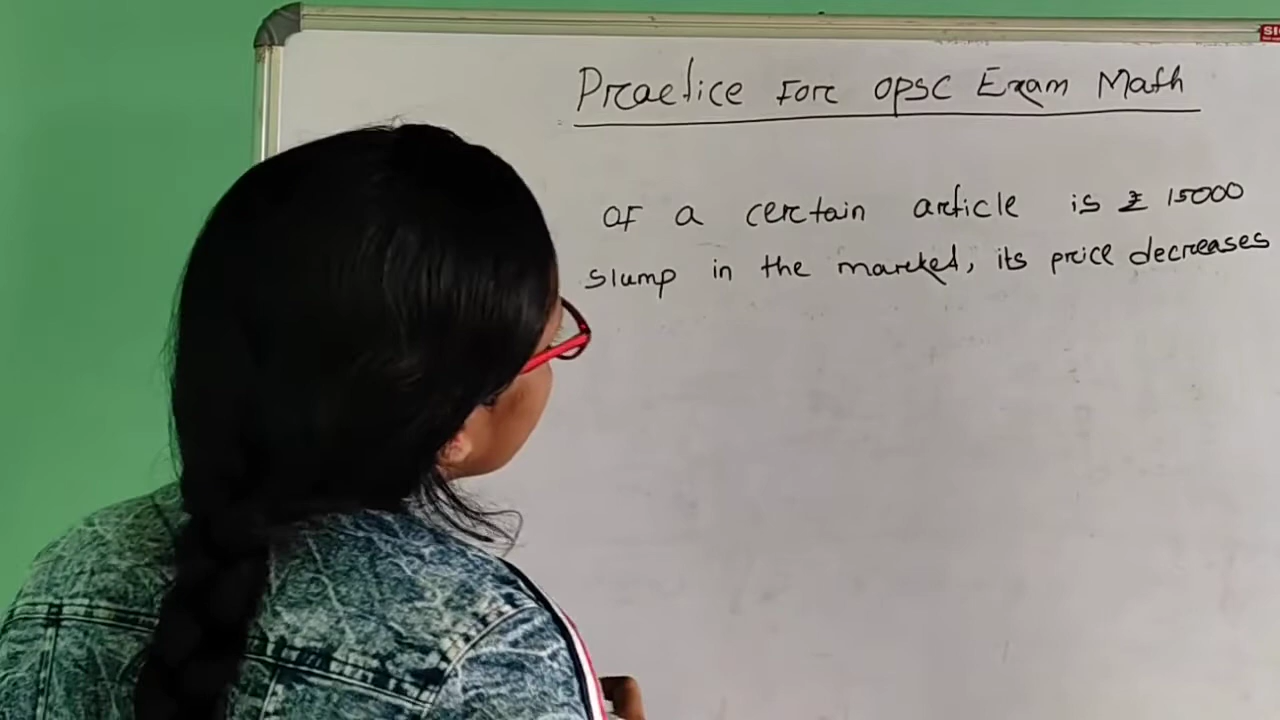 Practice For OPSC Exam Math
OF a certain article is ₹ 15000
slump in the market, its price decreases